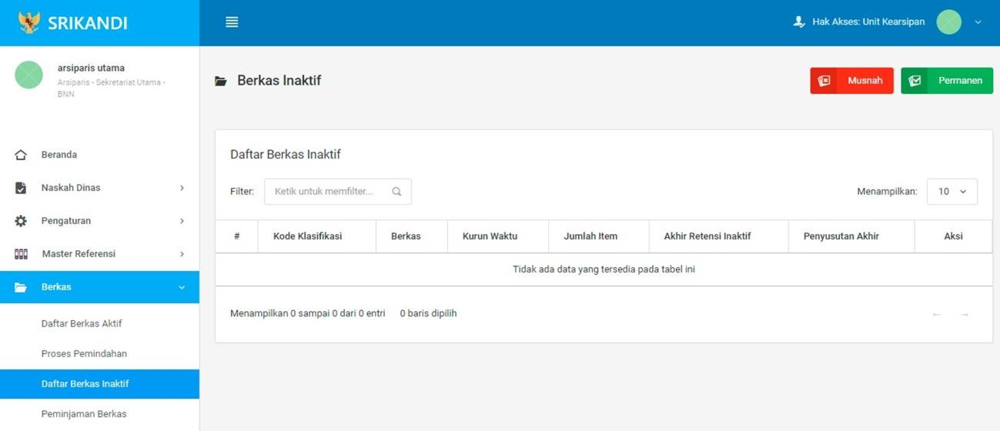 SRIKANDI
Hak Akses: Unit Kearsipan
arsiparis utama
Arsiparis - Sekretariat Utama -
BNN
Berkas Inaktif
Musnah
Permanen
Beranda
Naskah Dinas
Pengaturan
Master Referensi
Berkas
Daftar Berkas Aktif
Proses Pemindahan
Daftar Berkas Inaktif
Peminjaman Berkas
Daftar Berkas Inaktif
Filter: Ketik untuk memfilter... Menampilkan: 10
# Kode Klasifikasi Berkas Kurun Waktu Jumlah Item Akhir Retensi Inaktif Penyusutan Akhir Aksi
Tidak ada data yang tersedia pada tabel ini
Menampilkan 0 sampai 0 dari 0 entri 0 baris dipilih
← →